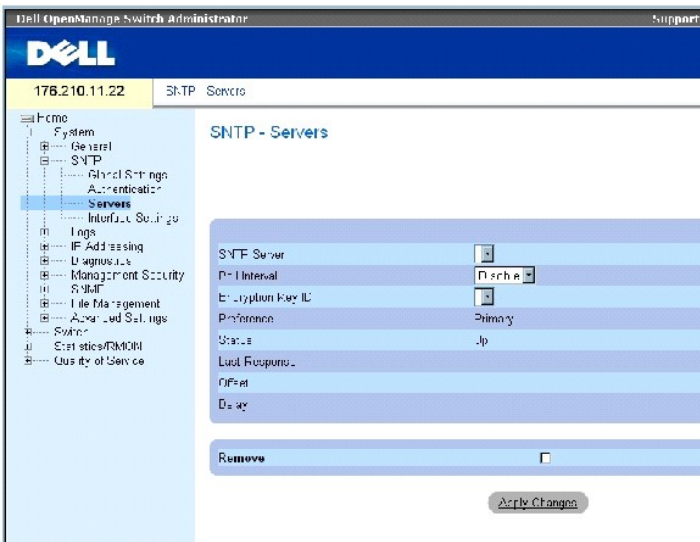 Dell OpenManage Switch Administrator
Support
DELL
176.210.11.22
SNTP Servers
Home
System
General
SNTP
Global Settings
Authentication
Servers
Interface Settings
Logs
IP Addressing
Diagnostics
Management Security
SNMP
File Management
Advanced Settings
Switch
Statistics/RMON
Quality of Service
SNTP - Servers
SNTP Server
Poll Interval
Disable
Encryption Key ID
Preference
Primary
Status
Up
Last Response
Offset
Delay
Remove
Apply Changes